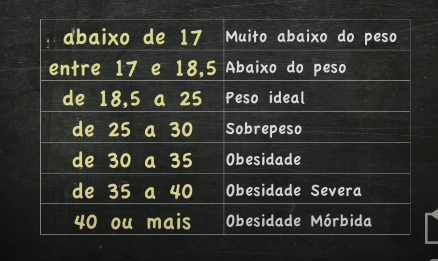 abaixo de 17 Muito abaixo do peso
entre 17 e 18,5 Abaixo do peso
de 18,5 a 25 Peso ideal
de 25 a 30 Sobrepeso
de 30 a 35 Obesidade
de 35 a 40 Obesidade Severa
40 ou mais Obesidade Mórbida